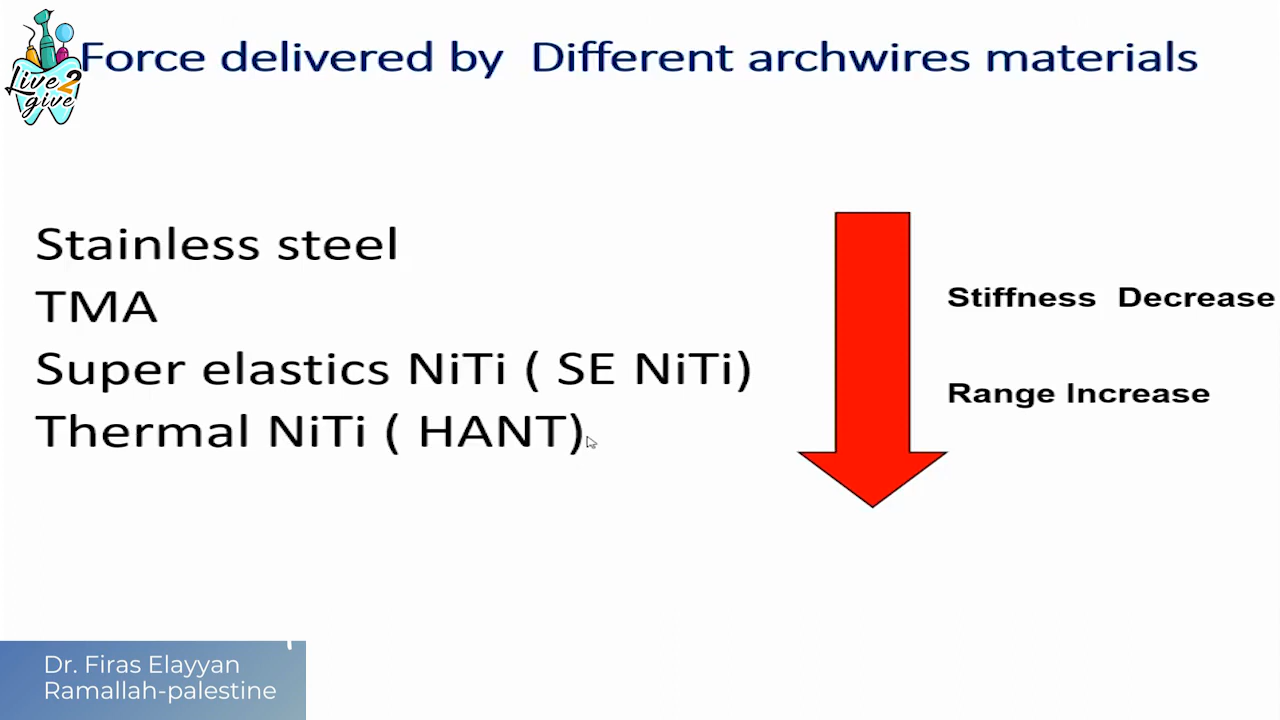 Live 2
give
Force delivered by Different archwires materials
Stainless steel
TMA
Super elastics NiTi ( SE NiTi)
Thermal NiTi ( HANT)
Stiffness Decrease
Range Increase
Dr. Firas Elayyan
Ramallah-palestine